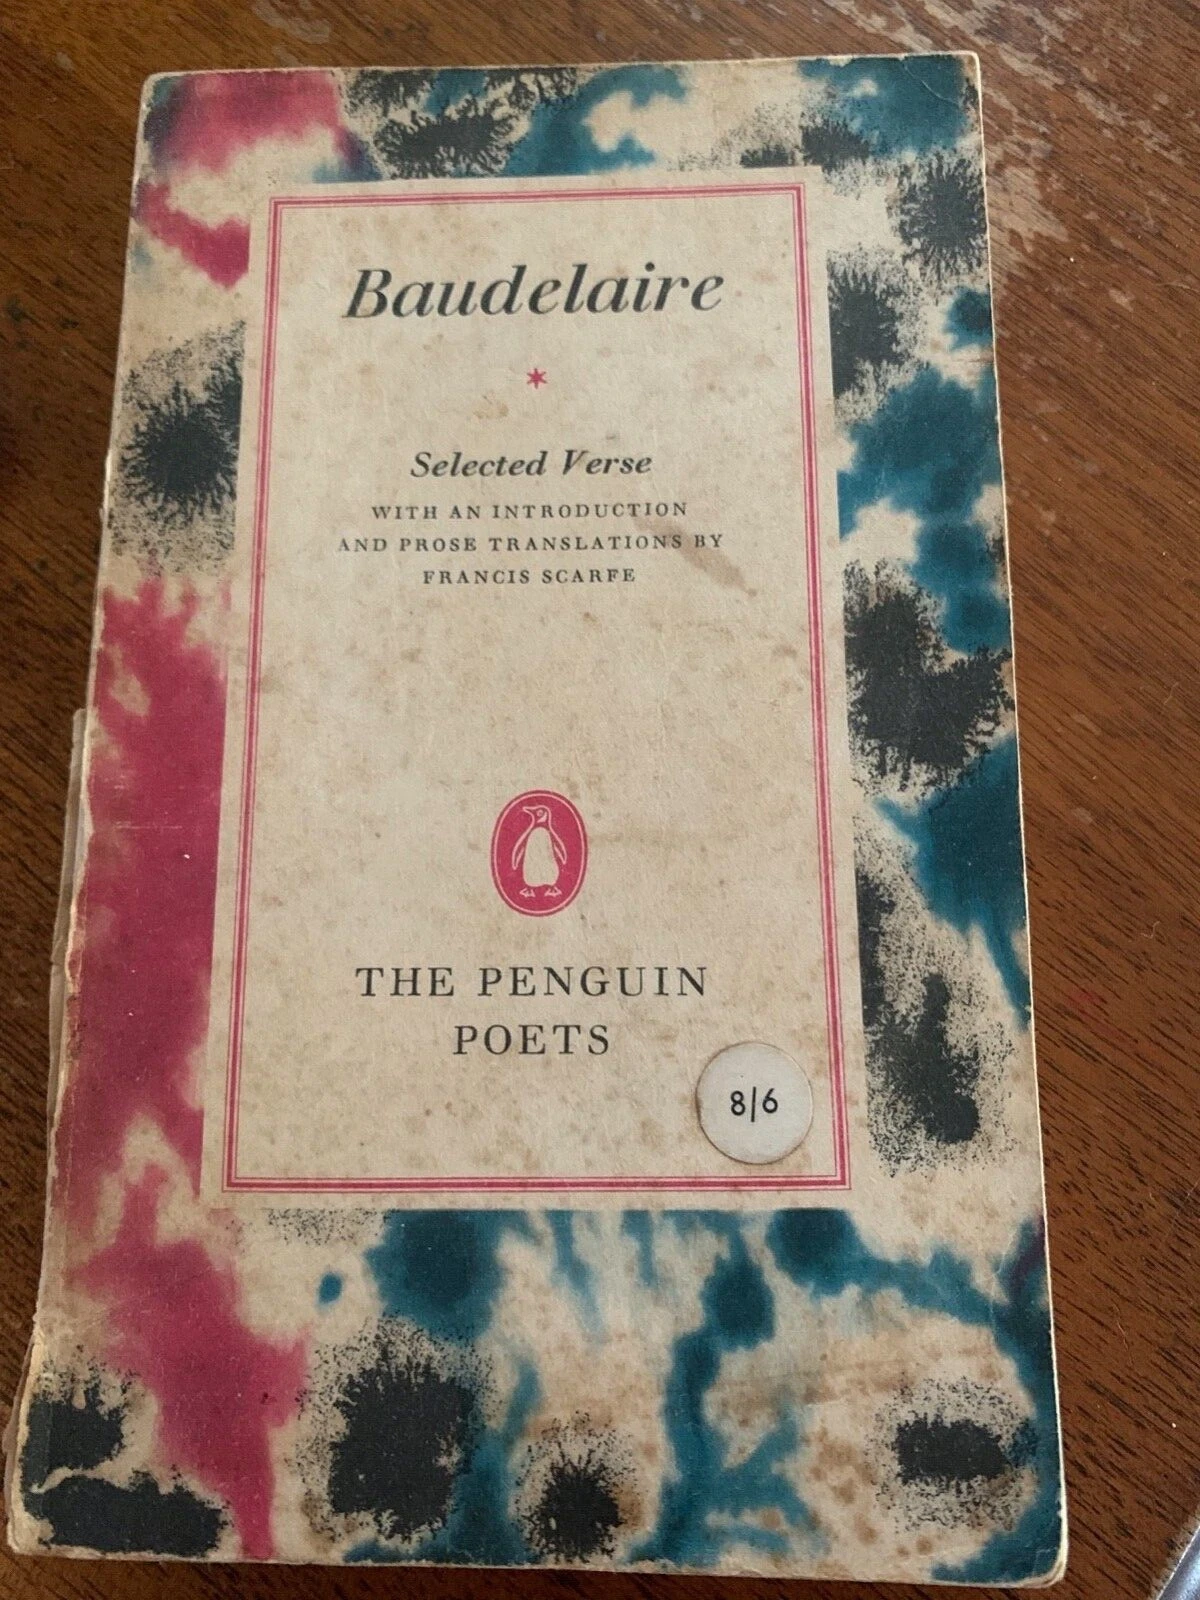 Baudelaire
Selected Verse
WITH AN INTRODUCTION
AND PROSE TRANSLATIONS BY
FRANCIS SCARFE
THE PENGUIN
POETS
8/6